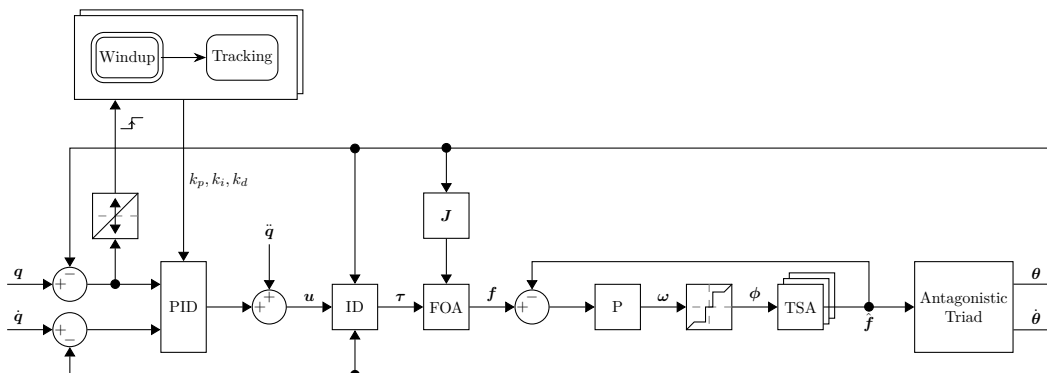 Windup
Tracking
k_p, k_i, k_d
J
q
q̇
+
−
+
−
PID
q̈
+
+
u
ID
τ
FOA
f
+
−
P
ω
ϕ
TSA
f̂
Antagonistic
Triad
θ
θ̇